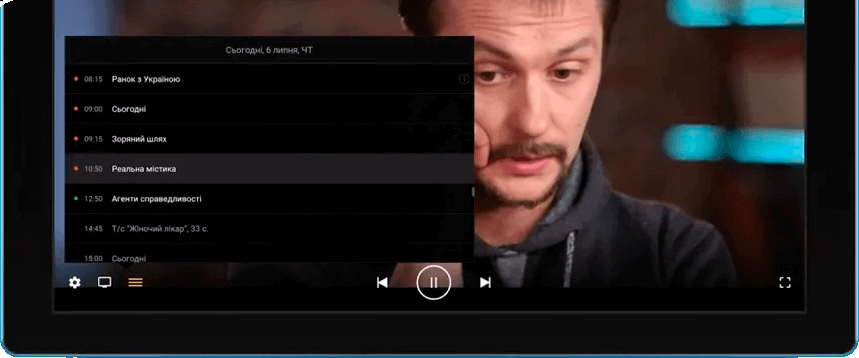 Сьогодні, 6 липня, ЧТ
08:15 Ранок з Україною
09:00 Сьогодні
09:15 Зоряний шлях
10:50 Реальна містика
12:50 Агенти справедливості
14:45 Т/с "Жіночий лікар", 33 с.
15:00 Сьогодні